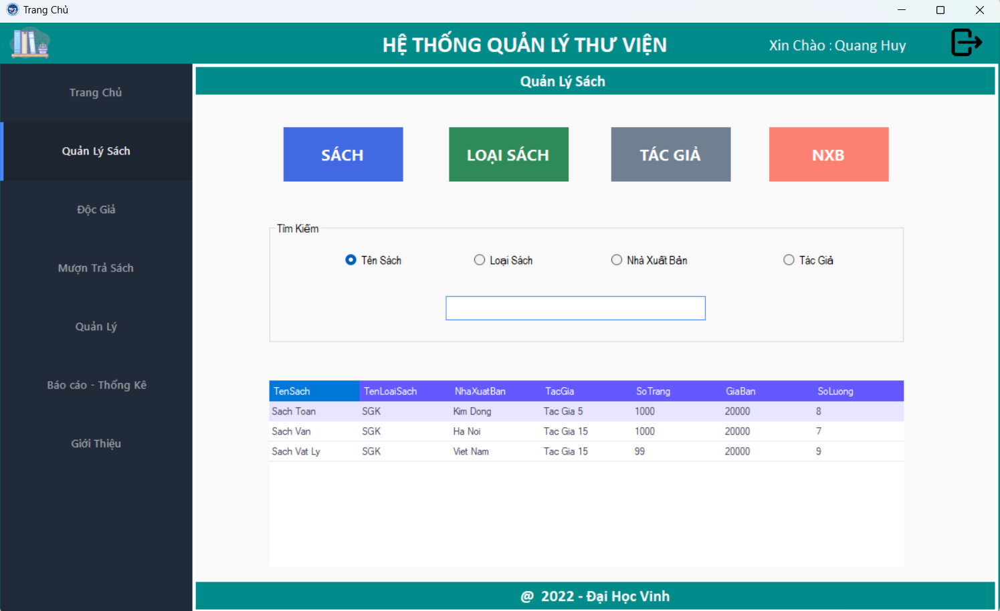 Trang Chủ
HỆ THỐNG QUẢN LÝ THƯ VIỆN
Xin Chào : Quang Huy
Trang Chủ
Quản Lý Sách
Độc Giả
Mượn Trả Sách
Quản Lý
Báo cáo - Thống Kê
Giới Thiệu
Quản Lý Sách
SÁCH LOẠI SÁCH TÁC GIẢ NXB
Tìm Kiếm
Tên Sách Loại Sách Nhà Xuất Bản Tác Giả
TenSach TenLoaiSach NhaXuatBan TacGia SoTrang GiaBan SoLuong
Sach Toan SGK Kim Dong Tac Gia 5 1000 20000 8
Sach Van SGK Ha Noi Tac Gia 15 1000 20000 7
Sach Vat Ly SGK Viet Nam Tac Gia 15 99 20000 9
@ 2022 - Đại Học Vinh